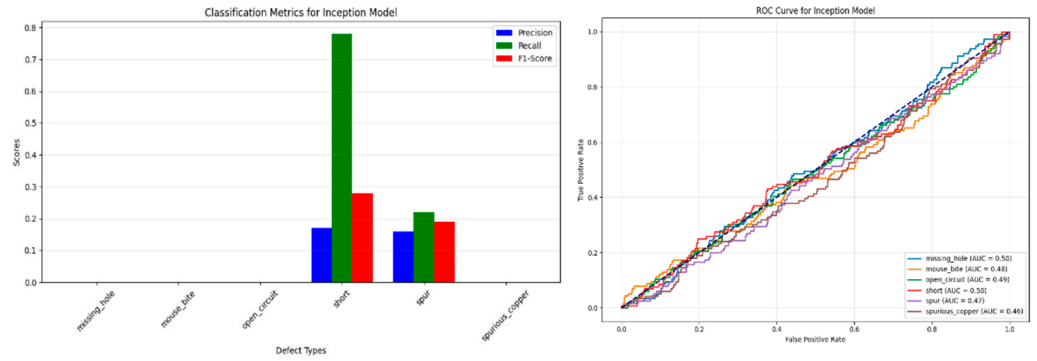 Classification Metrics for Inception Model
Precision
Recall
F1-Score
Scores
0.8
0.7
0.6
0.5
0.4
0.3
0.2
0.1
0.0
missing_hole
mouse_bite
open_circuit
short
spur
spurious_copper
Defect Types
ROC Curve for Inception Model
True Positive Rate
1.0
0.8
0.6
0.4
0.2
0.0
missing_hole (AUC = 0.50)
mouse_bite (AUC = 0.48)
open_circuit (AUC = 0.49)
short (AUC = 0.50)
spur (AUC = 0.47)
spurious_copper (AUC = 0.46)
0.0 0.2 0.4 0.6 0.8 1.0
False Positive Rate